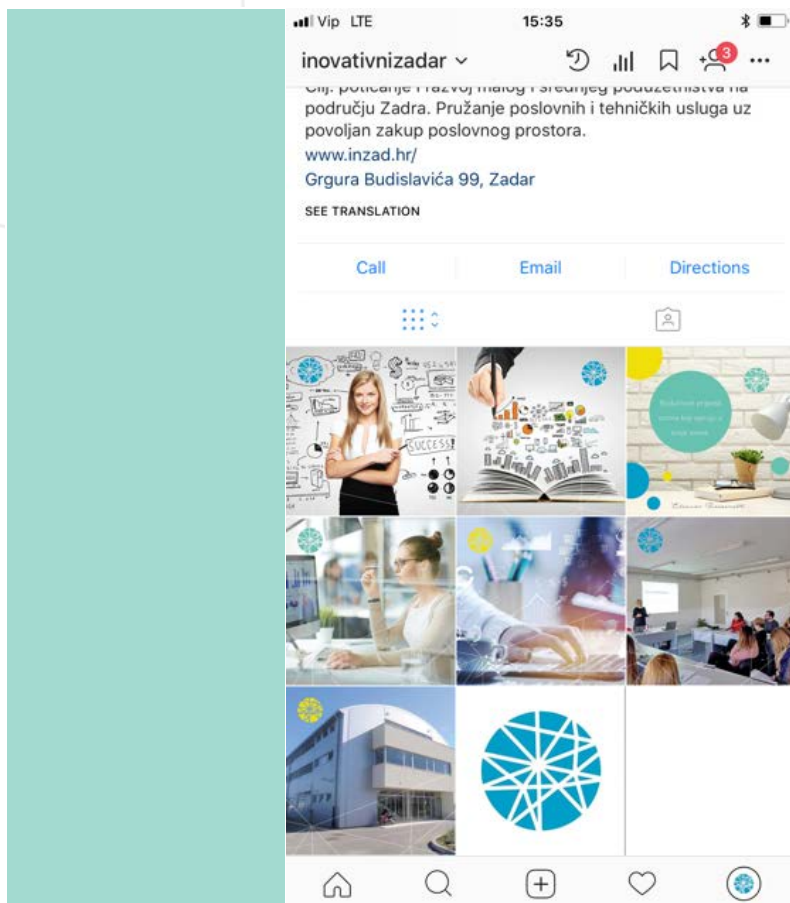 Vip LTE 15:35
inovativnizadar
3
Cilj: poticanje i razvoj malog i srednjeg poduzetništva na
području Zadra. Pružanje poslovnih i tehničkih usluga uz
povoljan zakup poslovnog prostora.
www.inzad.hr/
Grgura Budislavića 99, Zadar
SEE TRANSLATION
Call Email Directions
SUCCESS